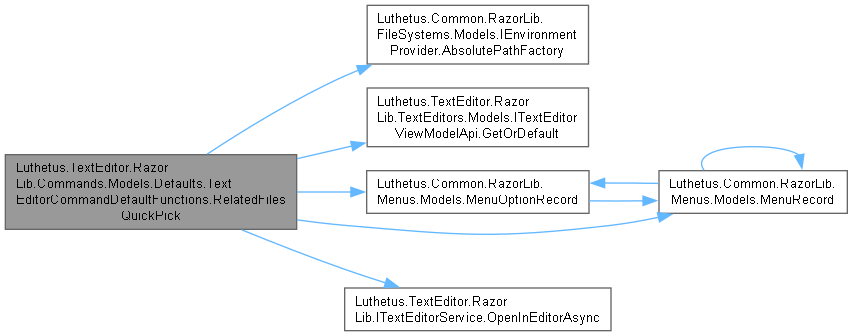 Luthetus.Common.RazorLib.
FileSystems.Models.IEnvironment
Provider.AbsolutePathFactory
Luthetus.TextEditor.Razor
Lib.TextEditors.Models.ITextEditor
ViewModelApi.GetOrDefault
Luthetus.TextEditor.Razor
Lib.Commands.Models.Defaults.Text
EditorCommandDefaultFunctions.RelatedFiles
QuickPick
Luthetus.Common.RazorLib.
Menus.Models.MenuOptionRecord
Luthetus.Common.RazorLib.
Menus.Models.MenuRecord
Luthetus.TextEditor.Razor
Lib.ITextEditorService.OpenInEditorAsync